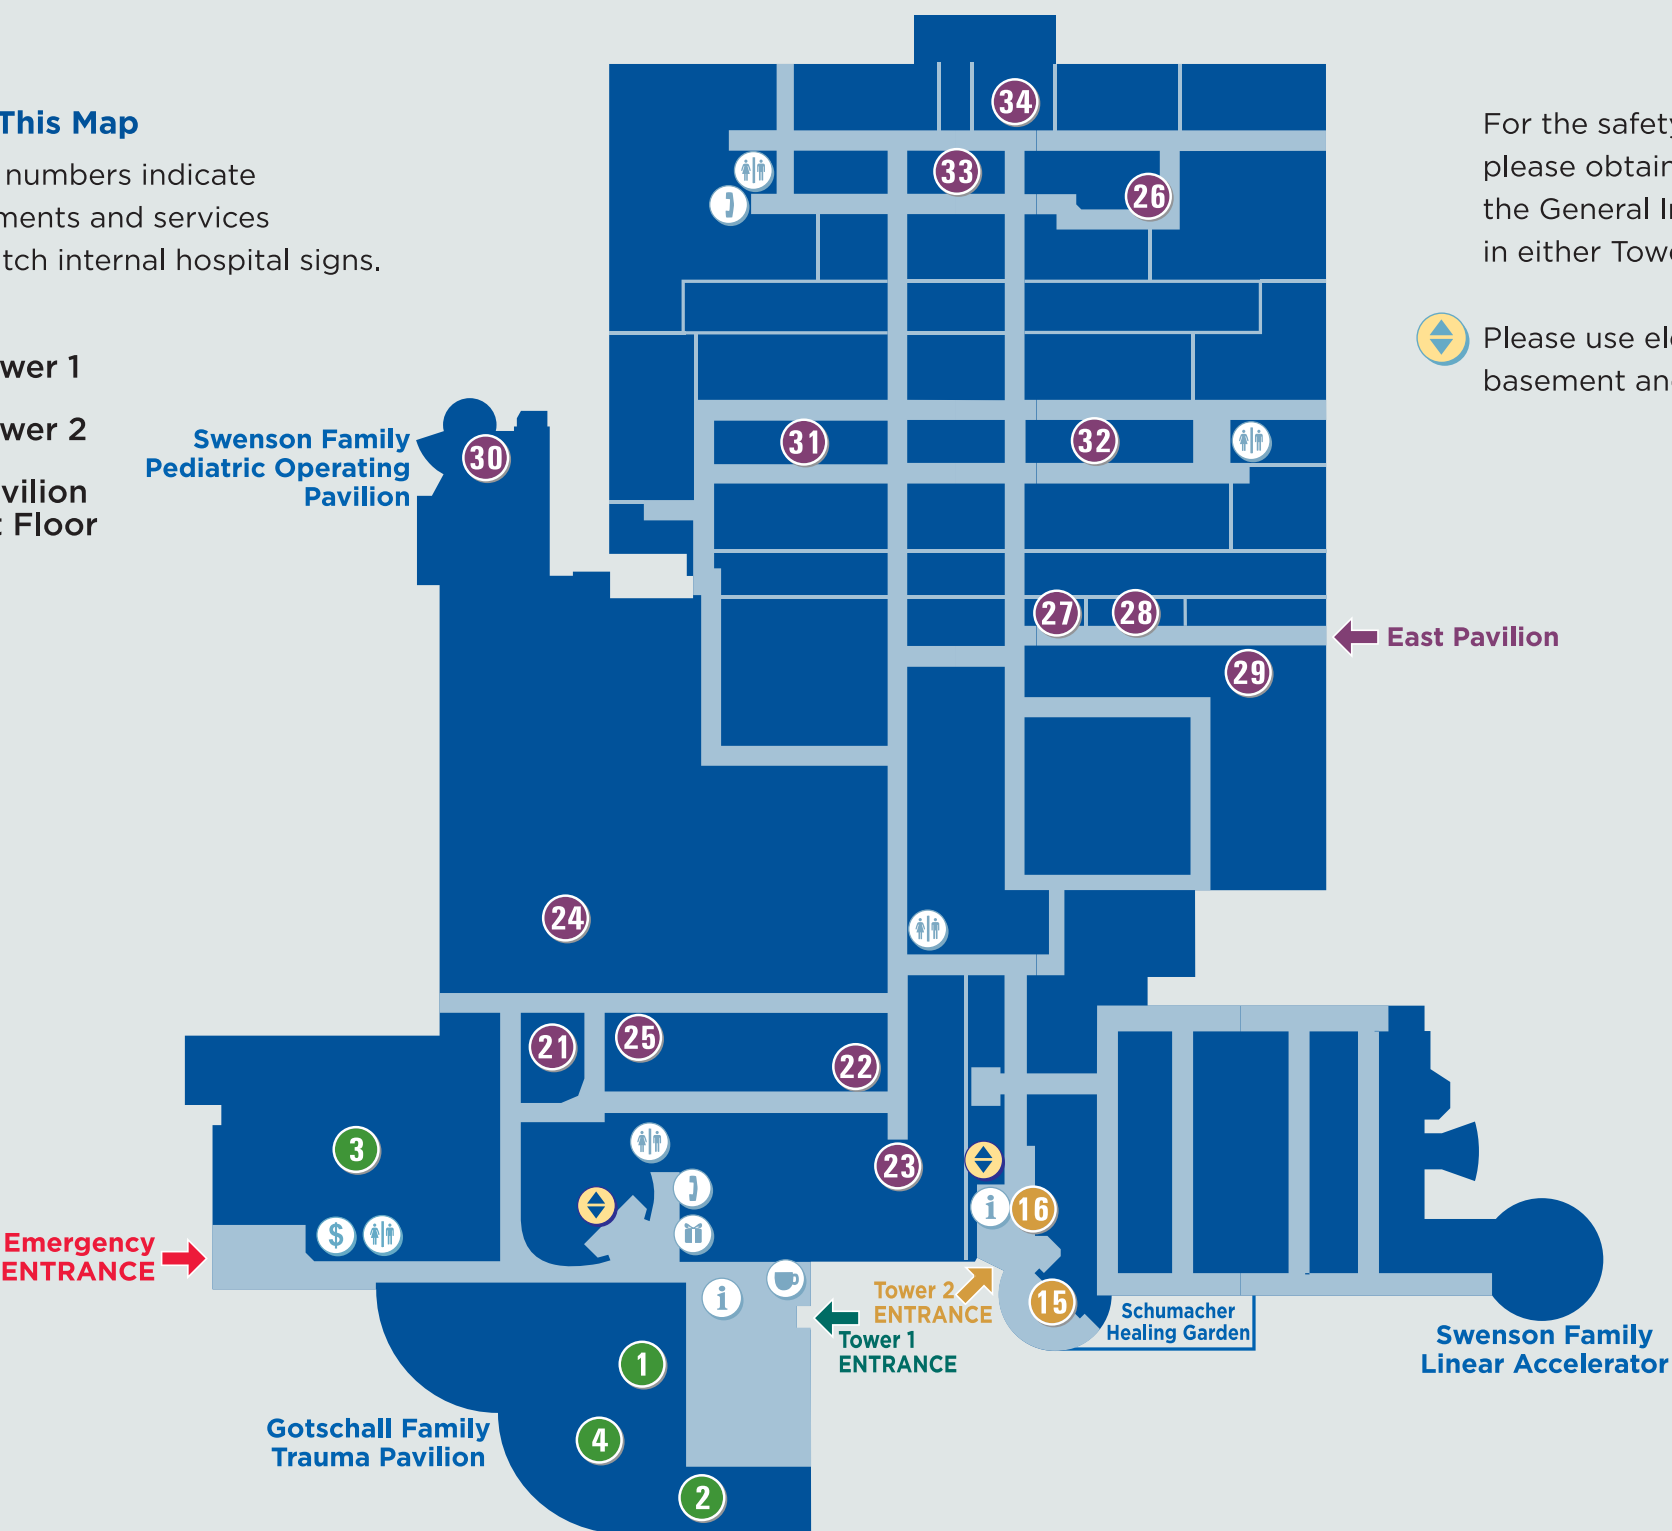 This Map
numbers indicate
ments and services
tch internal hospital signs.
wer 1
wer 2
vilion
t Floor
For the safety
please obtain
the General In
in either Towe
Please use ele
basement an
34
33
26
Swenson Family
Pediatric Operating
Pavilion
30
31
32
27
28
East Pavilion
29
24
21
25
22
3
23
i
16
$
Emergency
ENTRANCE
i
Tower 2
ENTRANCE
15
Schumacher
Healing Garden
Tower 1
ENTRANCE
Swenson Family
Linear Accelerator
1
Gotschall Family
Trauma Pavilion
4
2